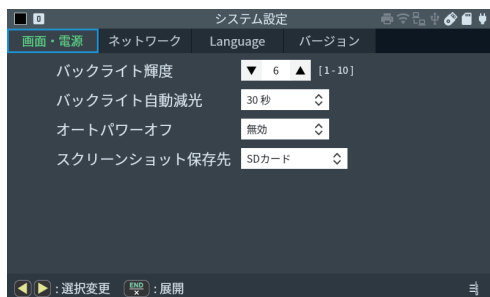 0 システム設定
画面・電源 ネットワーク Language バージョン
バックライト輝度 ▼ 6 ▲ [1-10]
バックライト自動減光 30秒
オートパワーオフ 無効
スクリーンショット保存先 SDカード
◀ ▶ :選択変更 END × :展開